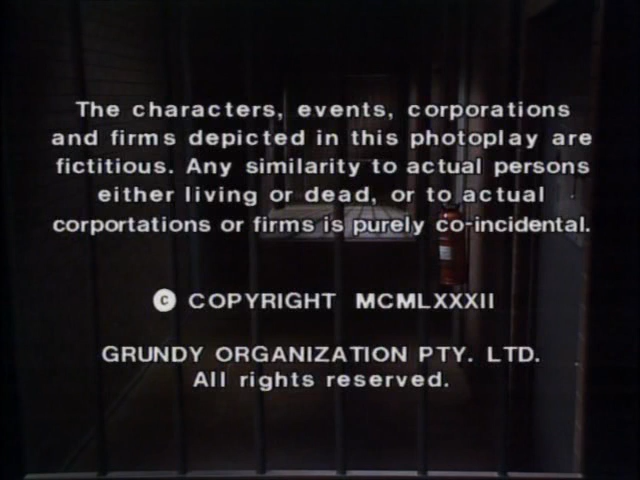 The characters, events, corporations
and firms depicted in this photoplay are
fictitious. Any similarity to actual persons
either living or dead, or to actual
corportations or firms is purely co-incidental.
© COPYRIGHT MCMLXXXII
GRUNDY ORGANIZATION PTY. LTD.
All rights reserved.